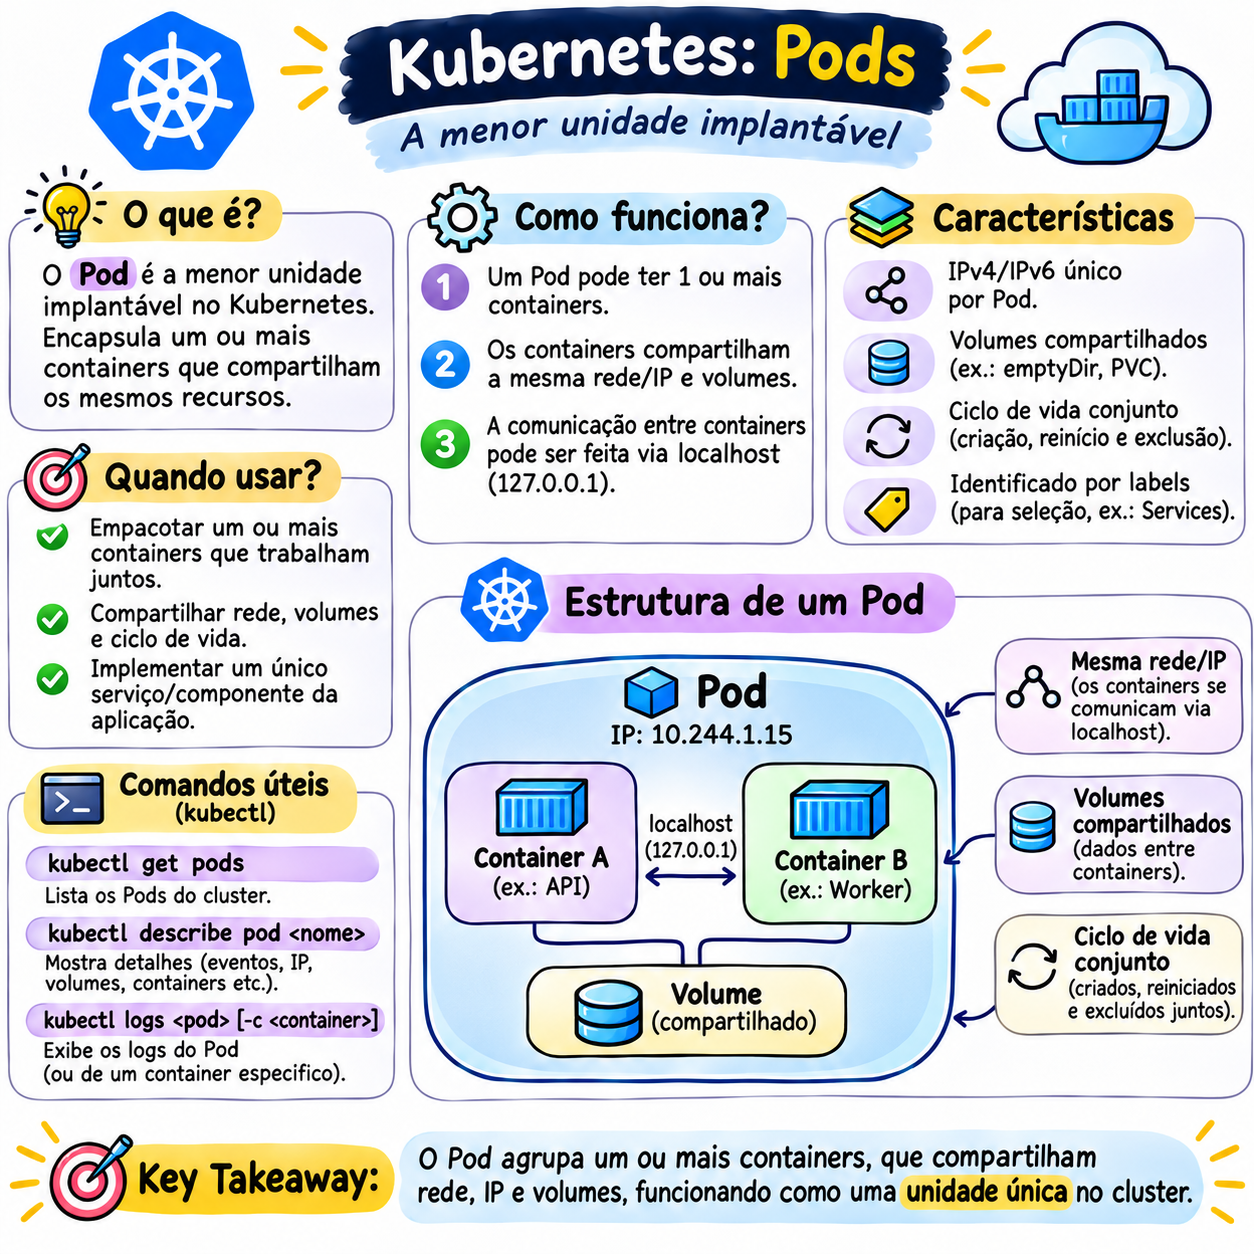 Kubernetes: Pods
A menor unidade implantável
O que é?
O Pod é a menor unidade
implantável no Kubernetes.
Encapsula um ou mais
containers que compartilham
os mesmos recursos.
Como funciona?
1 Um Pod pode ter 1 ou mais
containers.
2 Os containers compartilham
a mesma rede/IP e volumes.
3 A comunicação entre containers
pode ser feita via localhost
(127.0.0.1).
Características
IPv4/IPv6 único
por Pod.
Volumes compartilhados
(ex.: emptyDir, PVC).
Ciclo de vida conjunto
(criação, reinício e exclusão).
Identificado por labels
(para seleção, ex.: Services).
Quando usar?
Empacotar um ou mais
containers que trabalham
juntos.
Compartilhar rede, volumes
e ciclo de vida.
Implementar um único
serviço/componente da
aplicação.
Comandos úteis
(kubectl)
kubectl get pods
Lista os Pods do cluster.
kubectl describe pod <nome>
Mostra detalhes (eventos, IP,
volumes, containers etc.).
kubectl logs <pod> [-c <container>]
Exibe os logs do Pod
(ou de um container especifico).
Estrutura de um Pod
Pod
IP: 10.244.1.15
Container A
(ex.: API)
localhost
(127.0.0.1)
Container B
(ex.: Worker)
Volume
(compartilhado)
Mesma rede/IP
(os containers se
comunicam via
localhost).
Volumes
compartilhados
(dados entre
containers).
Ciclo de vida
conjunto
(criados, reiniciados
e excluídos juntos).
Key Takeaway:
O Pod agrupa um ou mais containers, que compartilham
rede, IP e volumes, funcionando como uma unidade única no cluster.